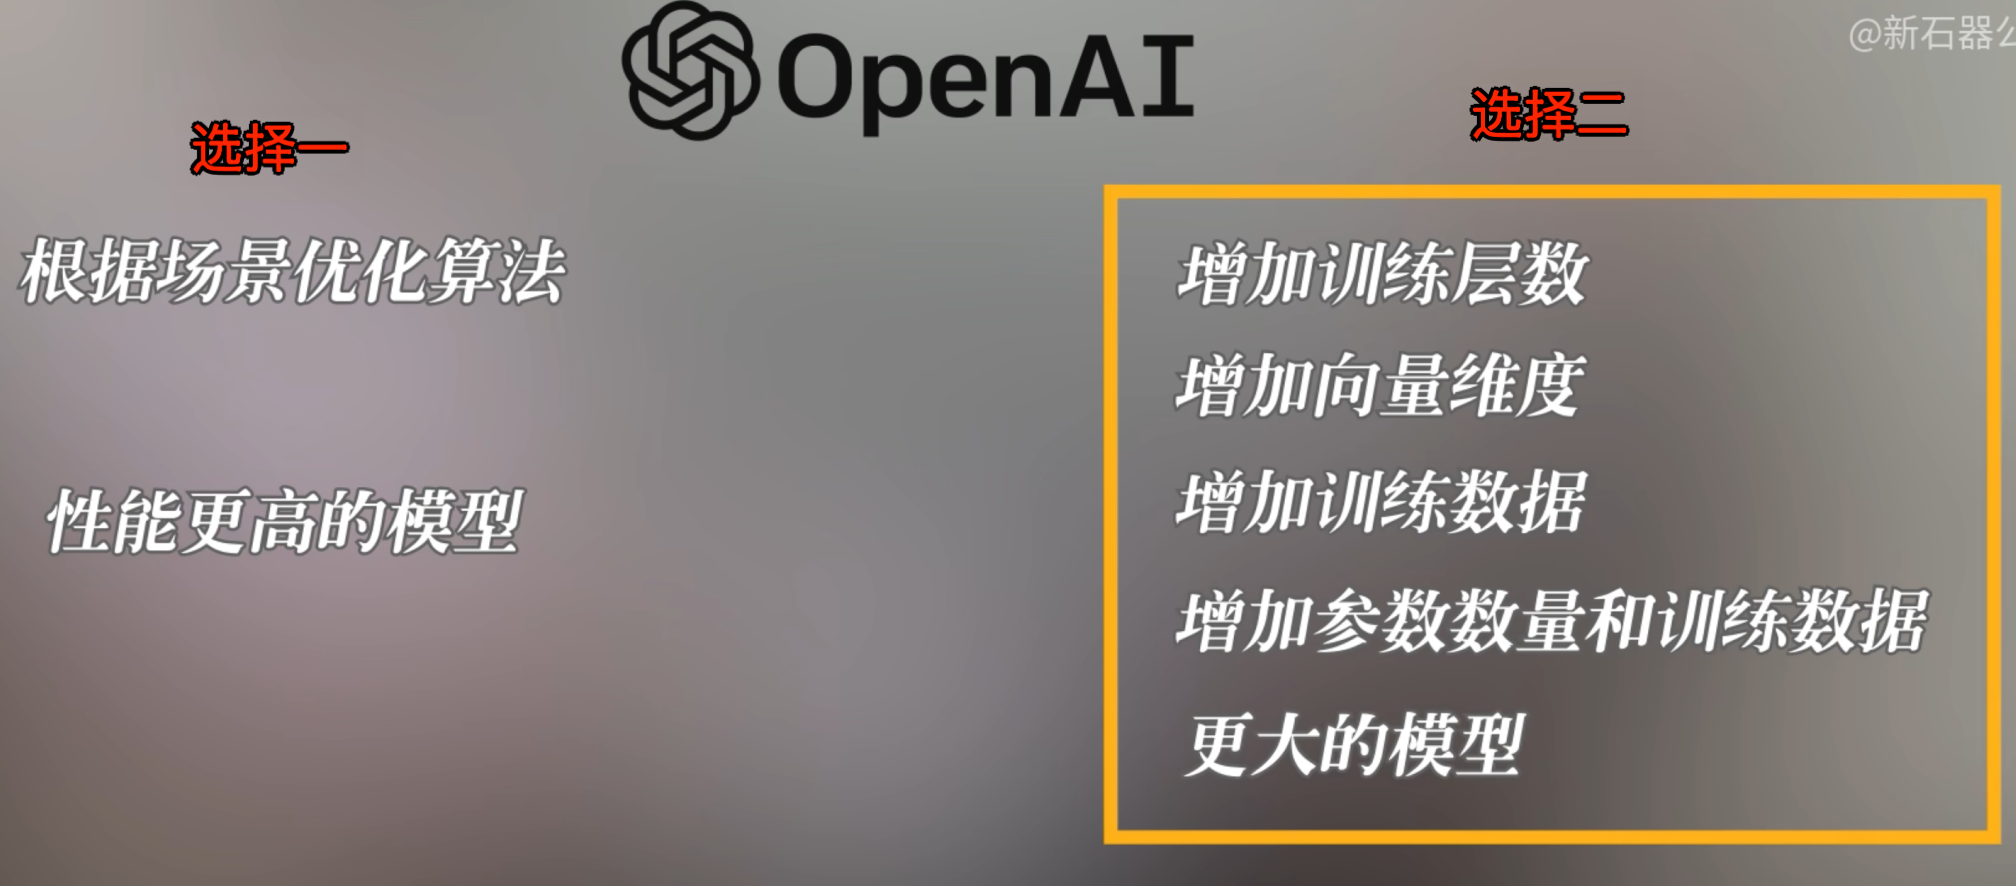 OpenAI
@新石器公
选择一
选择二
根据场景优化算法
性能更高的模型
增加训练层数
增加向量维度
增加训练数据
增加参数数量和训练数据
更大的模型